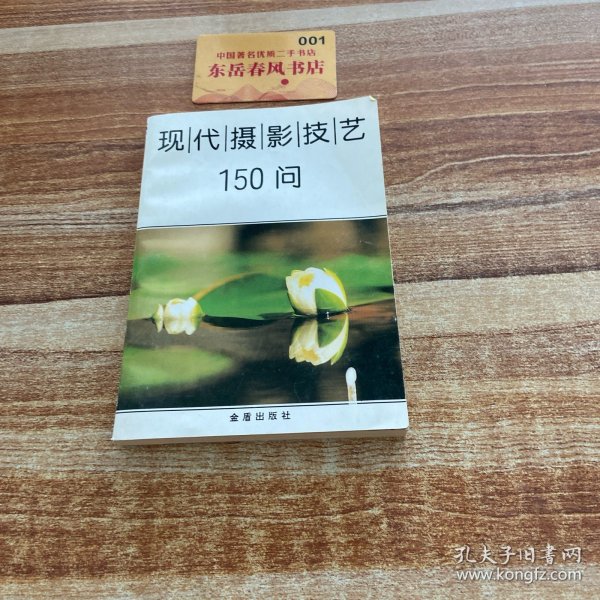 001
中国著名优质二手书店
东岳春风书店
现代摄影技艺
150问
金盾出版社
孔夫子旧书网
www.kongfz.com